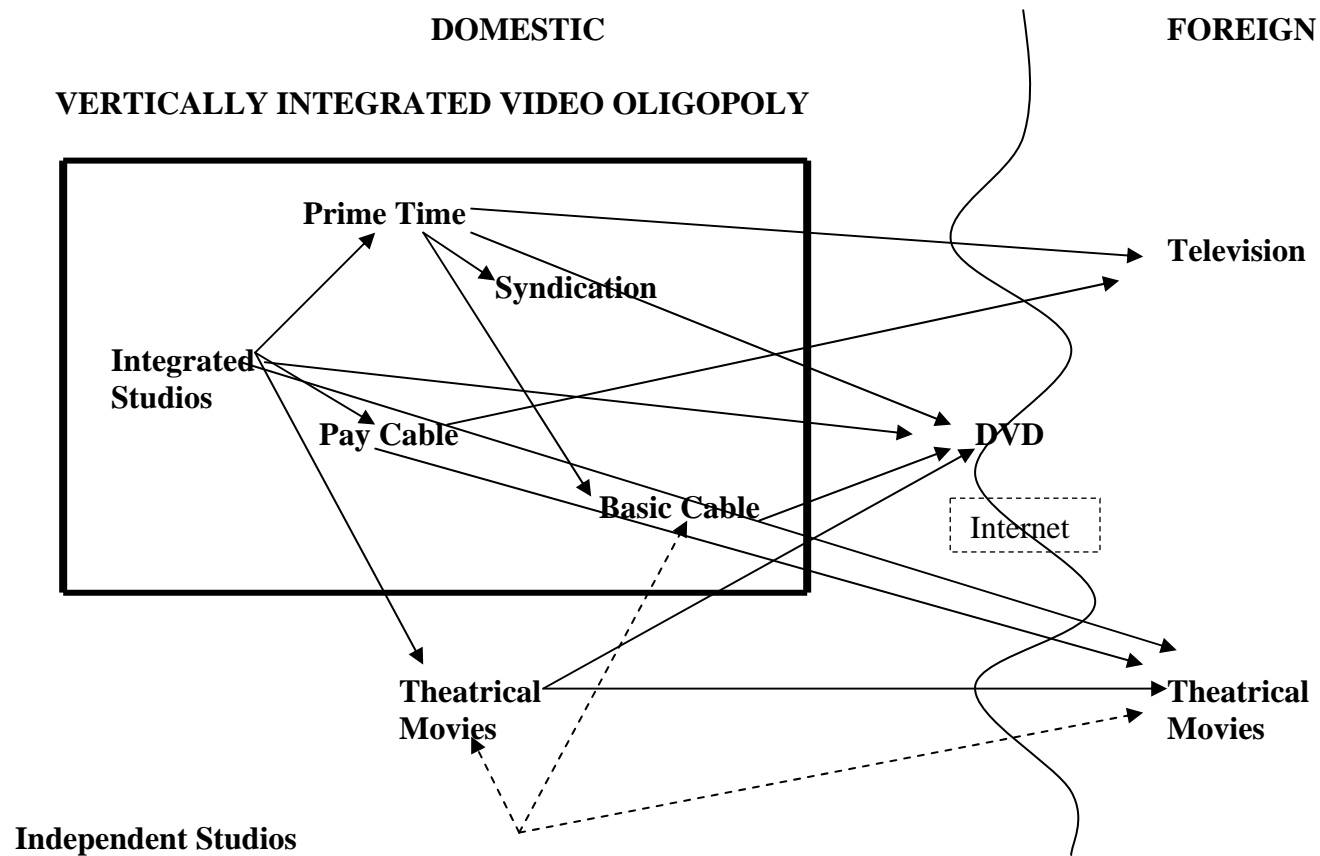 DOMESTIC
FOREIGN
VERTICALLY INTEGRATED VIDEO OLIGOPOLY
Prime Time
Television
Syndication
Integrated
Studios
Pay Cable
DVD
Basic Cable
Internet
Theatrical
Movies
Theatrical
Movies
Independent Studios